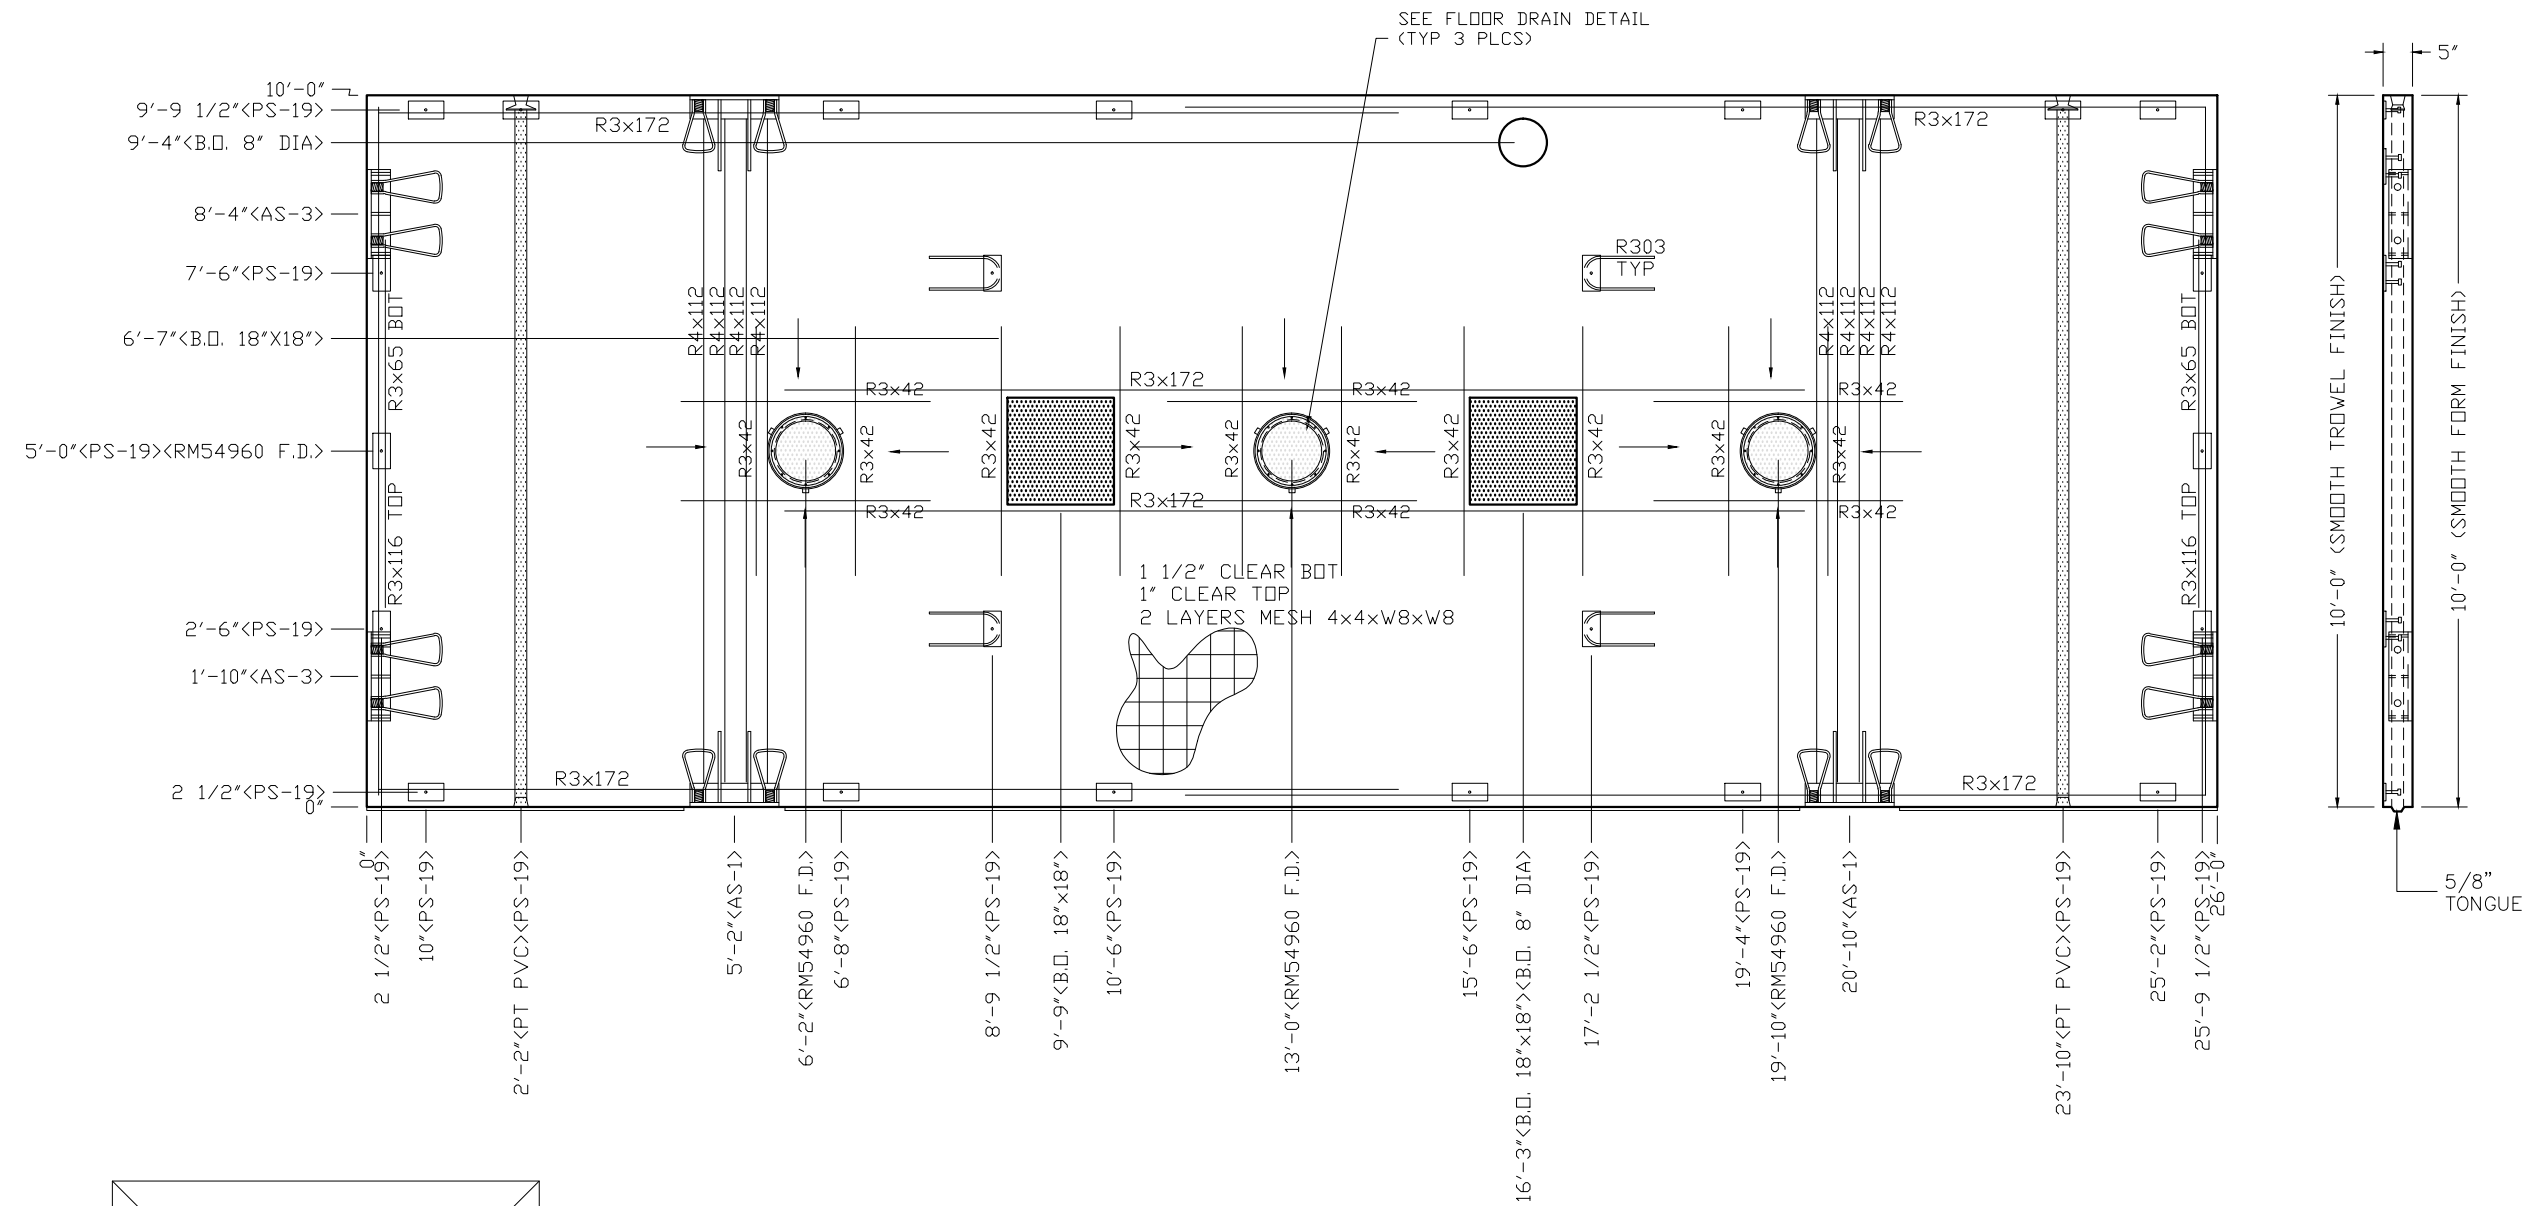 SEE FLOOR DRAIN DETAIL
(TYP 3 PLCS)
5"
10'-0"
9'-9 1/2"<PS-19>
9'-4"<B.O. 8" DIA>
8'-4"<AS-3>
7'-6"<PS-19>
6'-7"<B.O. 18"X18">
5'-0"<PS-19><RM54960 F.D.>
2'-6"<PS-19>
1'-10"<AS-3>
2 1/2"<PS-19>
0"
R3x172
R3x172
R303
TYP
R3x65 BOT
R3x116 TOP
R4x112
R4x112
R4x112
R4x112
R4x112
R4x112
R4x112
R4x112
R3x65 BOT
R3x116 TOP
R3x42
R3x172
R3x42
R3x42
R3x42
R3x42
R3x42
R3x42
R3x42
R3x42
R3x42
R3x42
R3x42
R3x42
R3x172
R3x42
R3x42
R3x42
1 1/2" CLEAR BOT
1" CLEAR TOP
2 LAYERS MESH 4x4xW8xW8
R3x172
R3x172
10'-0" (SMOOTH TROWEL FINISH)
10'-0" (SMOOTH FORM FINISH)
0"
2 1/2"<PS-19>
10"<PS-19>
2'-2"<PT PVC><PS-19>
5'-2"<AS-1>
6'-2"<RM54960 F.D.>
6'-8"<PS-19>
8'-9 1/2"<PS-19>
9'-9"<B.O. 18"x18">
10'-6"<PS-19>
13'-0"<RM54960 F.D.>
15'-6"<PS-19>
16'-3"<B.O. 18"x18"><B.O. 8" DIA>
17'-2 1/2"<PS-19>
19'-4"<PS-19>
19'-10"<RM54960 F.D.>
20'-10"<AS-1>
23'-10"<PT PVC><PS-19>
25'-2"<PS-19>
25'-9 1/2"<PS-19>
26'-0"
5/8"
TONGUE